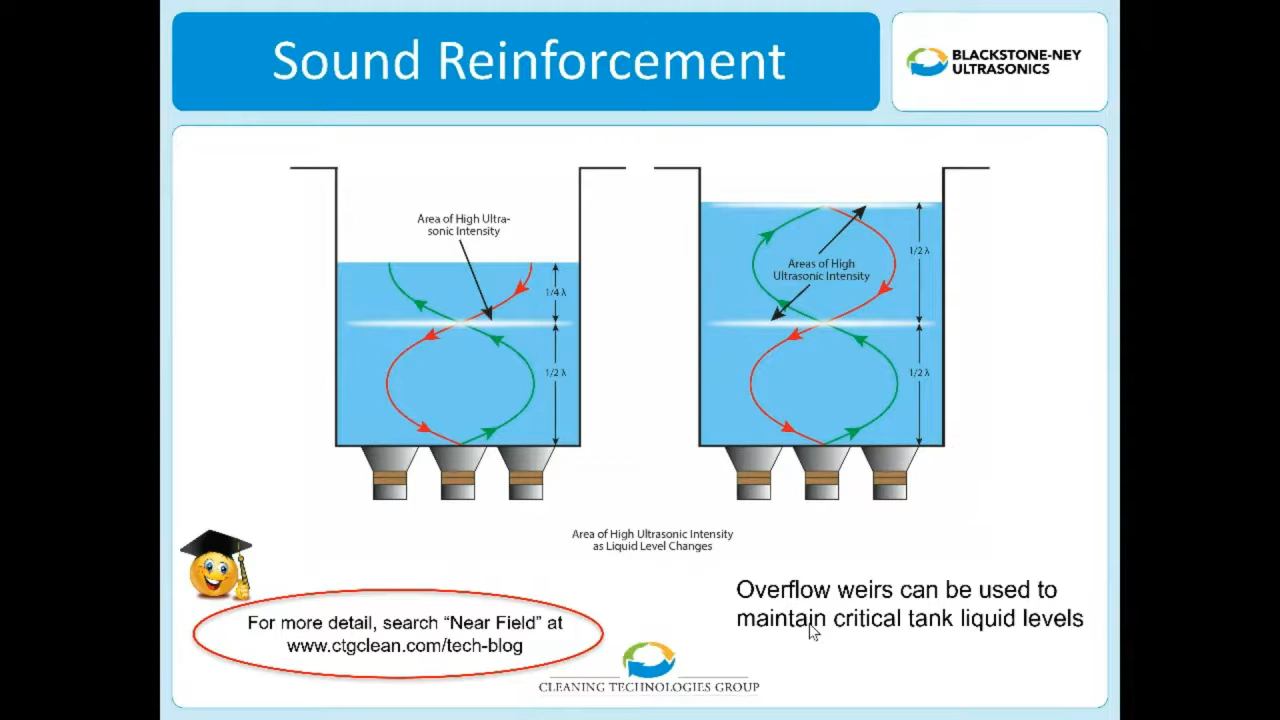 Sound Reinforcement
BLACKSTONE-NEY
ULTRASONICS
Area of High Ultra-
sonic Intensity
1/4 λ
1/2 λ
Areas of High
Ultrasonic Intensity
1/2 λ
1/2 λ
Area of High Ultrasonic Intensity
as Liquid Level Changes
Overflow weirs can be used to
maintain critical tank liquid levels
For more detail, search “Near Field” at
www.ctgclean.com/tech-blog
CLEANING TECHNOLOGIES GROUP